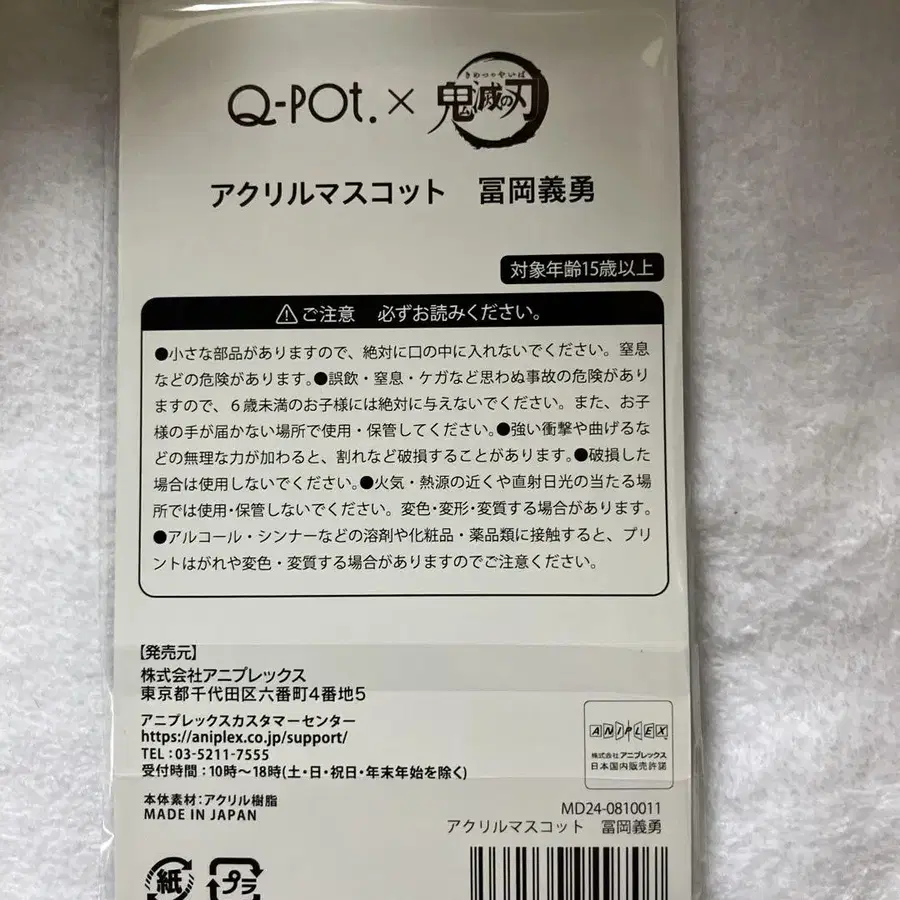 Q-POt. × 鬼滅の刃
きめつのやいば
アクリルマスコット 冨岡義勇
対象年齢15歳以上
⚠ご注意 必ずお読みください。
●小さな部品がありますので、絶対に口の中に入れないでください。窒息
などの危険があります。●誤飲・窒息・ケガなど思わぬ事故の危険があり
ますので、6歳未満のお子様には絶対に与えないでください。また、お子
様の手が届かない場所で使用・保管してください。●強い衝撃や曲げるな
どの無理な力が加わると、割れなど破損することがあります。●破損した
場合は使用しないでください。●火気・熱源の近くや直射日光の当たる場
所では使用・保管しないでください。変色・変形・変質する場合があります。
●アルコール・シンナーなどの溶剤や化粧品・薬品類に接触すると、プリ
ントはがれや変色・変質する場合がありますのでご注意ください。
【発売元】
株式会社アニプレックス
東京都千代田区六番町4番地5
アニプレックスカスタマーセンター
https://aniplex.co.jp/support/
TEL:03-5211-7555
受付時間:10時～18時(土・日・祝日・年末年始を除く)
ANIPLEX
株式会社アニプレックス
日本国内販売許諾
本体素材:アクリル樹脂
MADE IN JAPAN
MD24-0810011
アクリルマスコット 冨岡義勇
紙
プラ